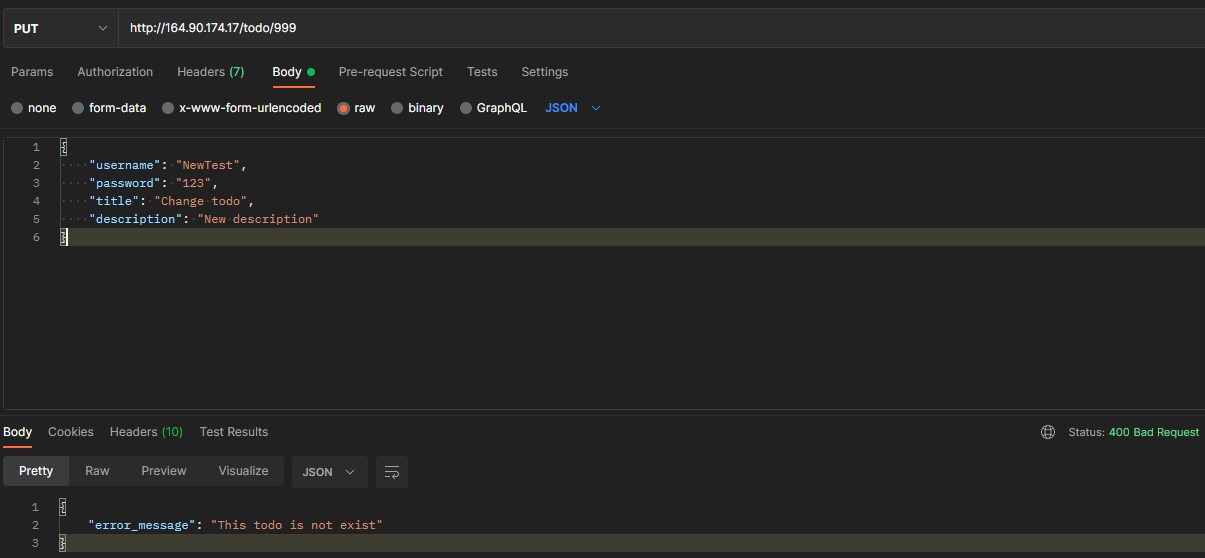 PUT http://164.90.174.17/todo/999
Params Authorization Headers (7) Body Pre-request Script Tests Settings
none form-data x-www-form-urlencoded raw binary GraphQL JSON
1 {
2 ····"username":·"NewTest",
3 ····"password":·"123",
4 ····"title":·"Change·todo",
5 ····"description":·"New·description"
6 }
Body Cookies Headers (10) Test Results Status: 400 Bad Request
Pretty Raw Preview Visualize JSON
1 {
2 "error_message": "This todo is not exist"
3 }